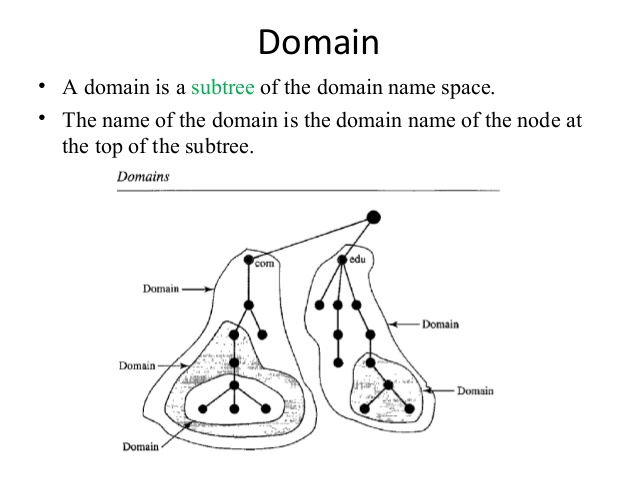 Domain
• A domain is a subtree of the domain name space.
• The name of the domain is the domain name of the node at
the top of the subtree.
Domains
com
edu
Domain
Domain
Domain
Domain
Domain